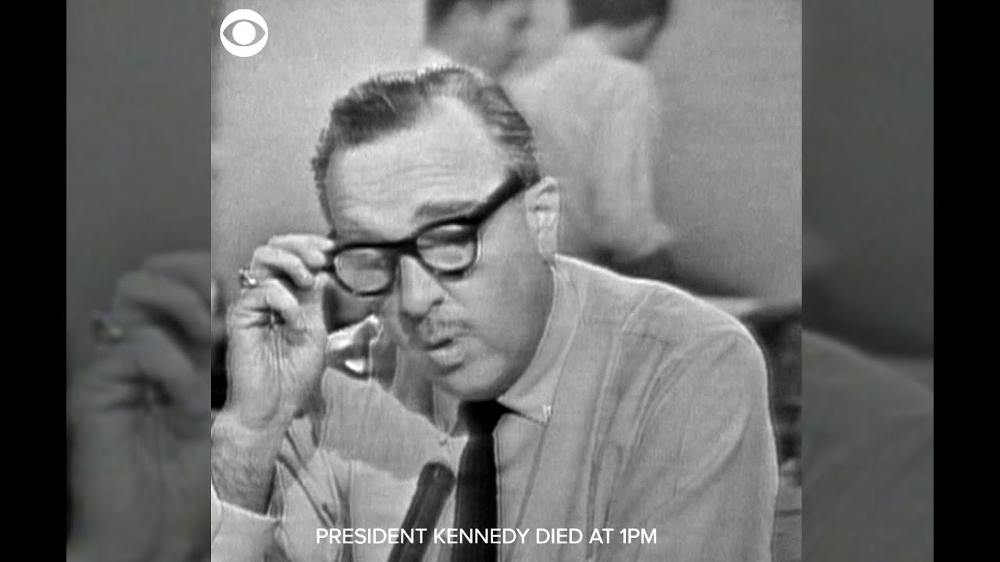 PRESIDENT KENNEDY DIED AT 1PM